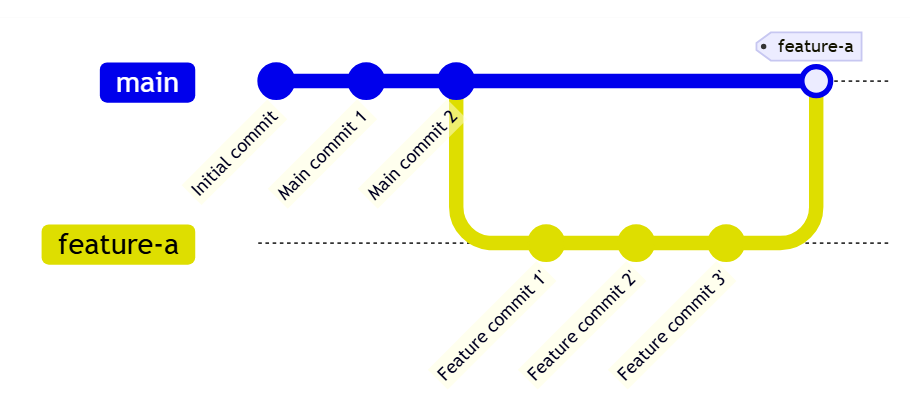 feature-a
main
Initial commit
Main commit 1
Main commit 2
feature-a
Feature commit 1'
Feature commit 2'
Feature commit 3'